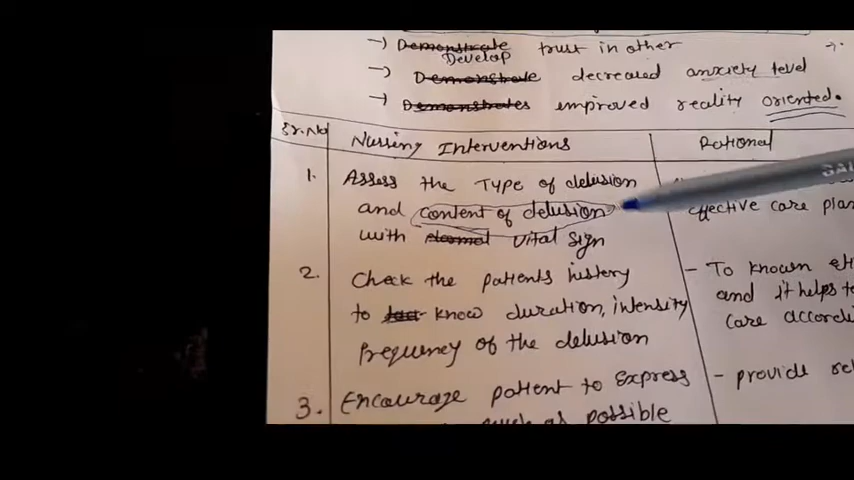 → Demonstrate Develop trust in other
→ Demonstrate decreased anxiety level
→ Demonstrates improved reality oriented.
Sr.No Nursing Interventions Rational
1. Assess the Type of delusion
and content of delusion effective care plan
with vital sign
2. Check the patients history - To known
to know duration, intensity and it helps to
frequency of the delusion care accordi
3. Encourage patient to express - provide
as possible